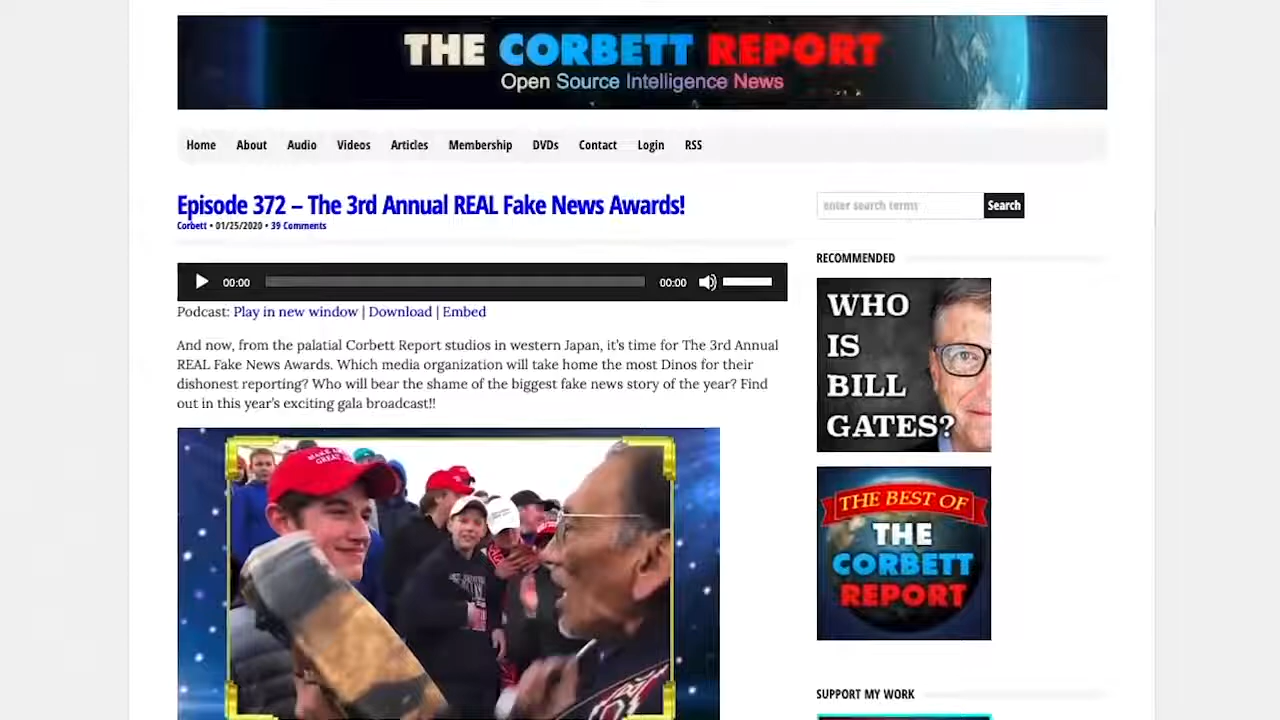 THE CORBETT REPORT
Open Source Intelligence News
Home About Audio Videos Articles Membership DVDs Contact Login RSS
Episode 372 – The 3rd Annual REAL Fake News Awards!
Corbett • 01/25/2020 • 39 Comments
00:00 00:00
Podcast: Play in new window | Download | Embed
And now, from the palatial Corbett Report studios in western Japan, it's time for The 3rd Annual
REAL Fake News Awards. Which media organization will take home the most Dinos for their
dishonest reporting? Who will bear the shame of the biggest fake news story of the year? Find
out in this year's exciting gala broadcast!!
enter search terms Search
RECOMMENDED
WHO
IS
BILL
GATES?
THE BEST OF
THE
CORBETT
REPORT
SUPPORT MY WORK